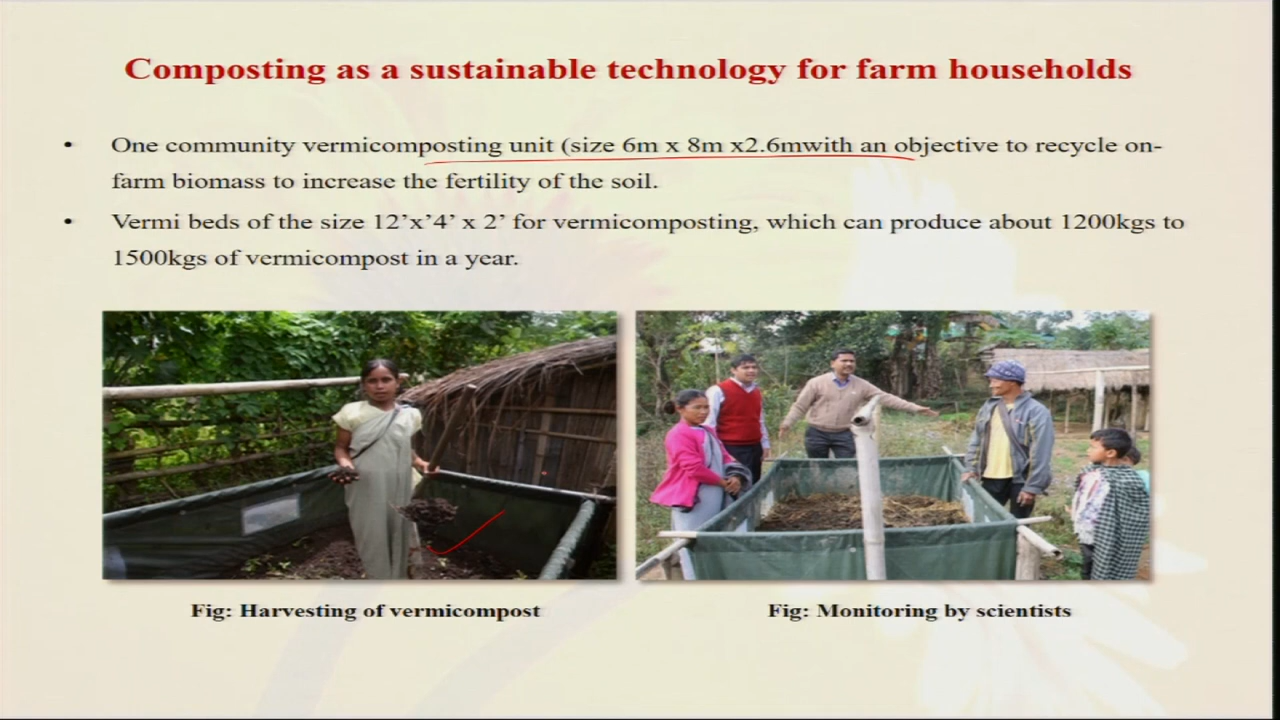 Composting as a sustainable technology for farm households
• One community vermicomposting unit (size 6m x 8m x2.6mwith an objective to recycle on-
farm biomass to increase the fertility of the soil.
• Vermi beds of the size 12’x’4’ x 2’ for vermicomposting, which can produce about 1200kgs to
1500kgs of vermicompost in a year.
Fig: Harvesting of vermicompost
Fig: Monitoring by scientists